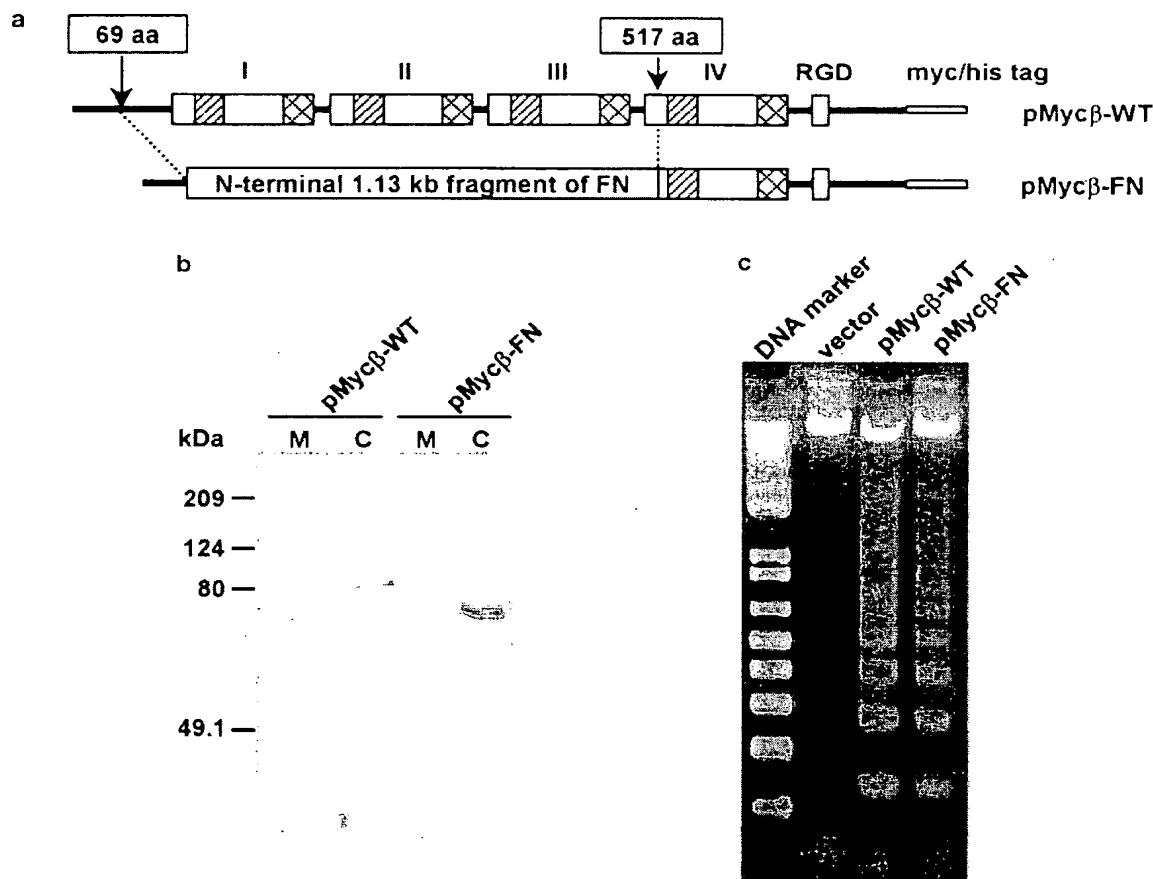 a
69 aa
517 aa
I II III IV RGD myc/his tag
pMycβ-WT
N-terminal 1.13 kb fragment of FN
pMycβ-FN
b
pMycβ-WT
pMycβ-FN
kDa
M C M C
209
124
80
49.1
c
DNA marker
vector
pMycβ-WT
pMycβ-FN